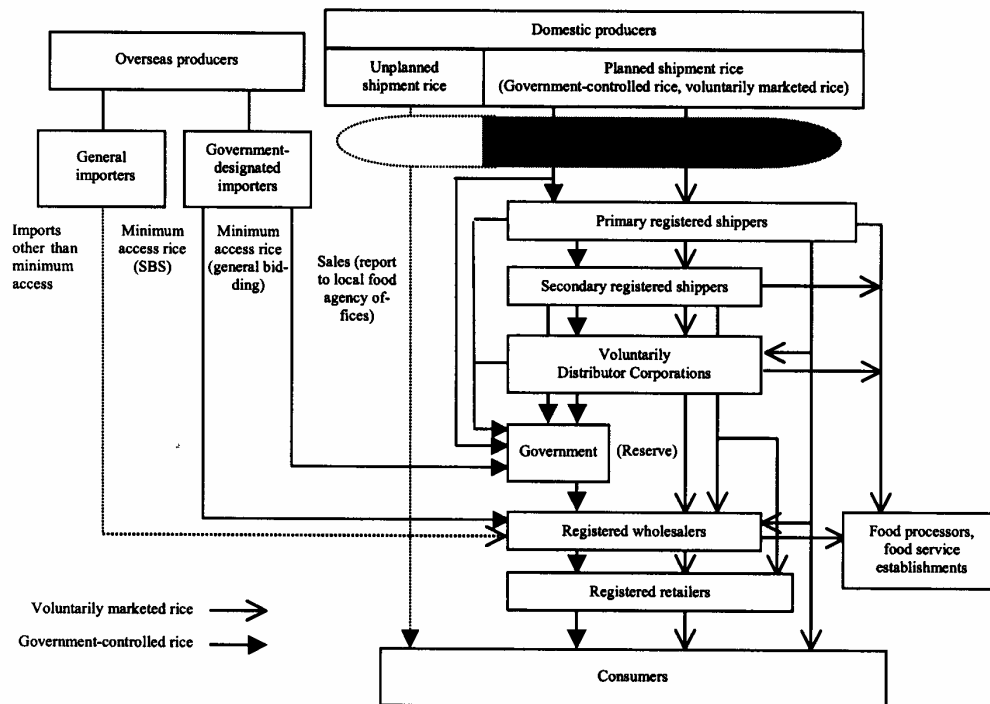 Domestic producers
Overseas producers
Unplanned
shipment rice
Planned shipment rice
(Government-controlled rice, voluntarily marketed rice)
General
importers
Government-
designated
importers
Imports
other than
minimum
access
Minimum
access rice
(SBS)
Minimum
access rice
(general bid-
ding)
Sales (report
to local food
agency of-
fices)
Primary registered shippers
Secondary registered shippers
Voluntarily
Distributor Corporations
Government
(Reserve)
Registered wholesalers
Food processors,
food service
establishments
Registered retailers
Voluntarily marketed rice
Government-controlled rice
Consumers